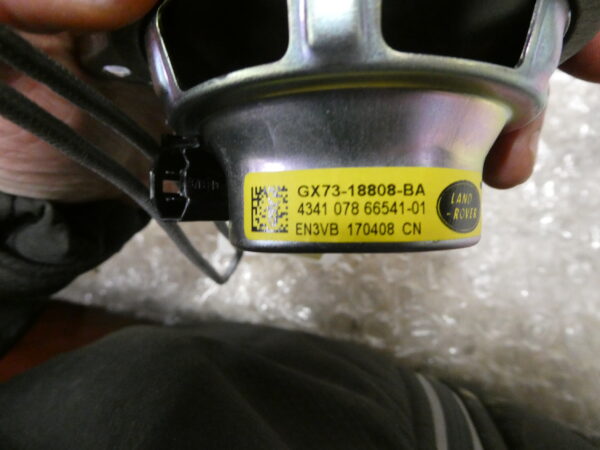 GX73-18808-BA
4341 078 66541-01
EN3VB 170408 CN
LAND
-ROVER